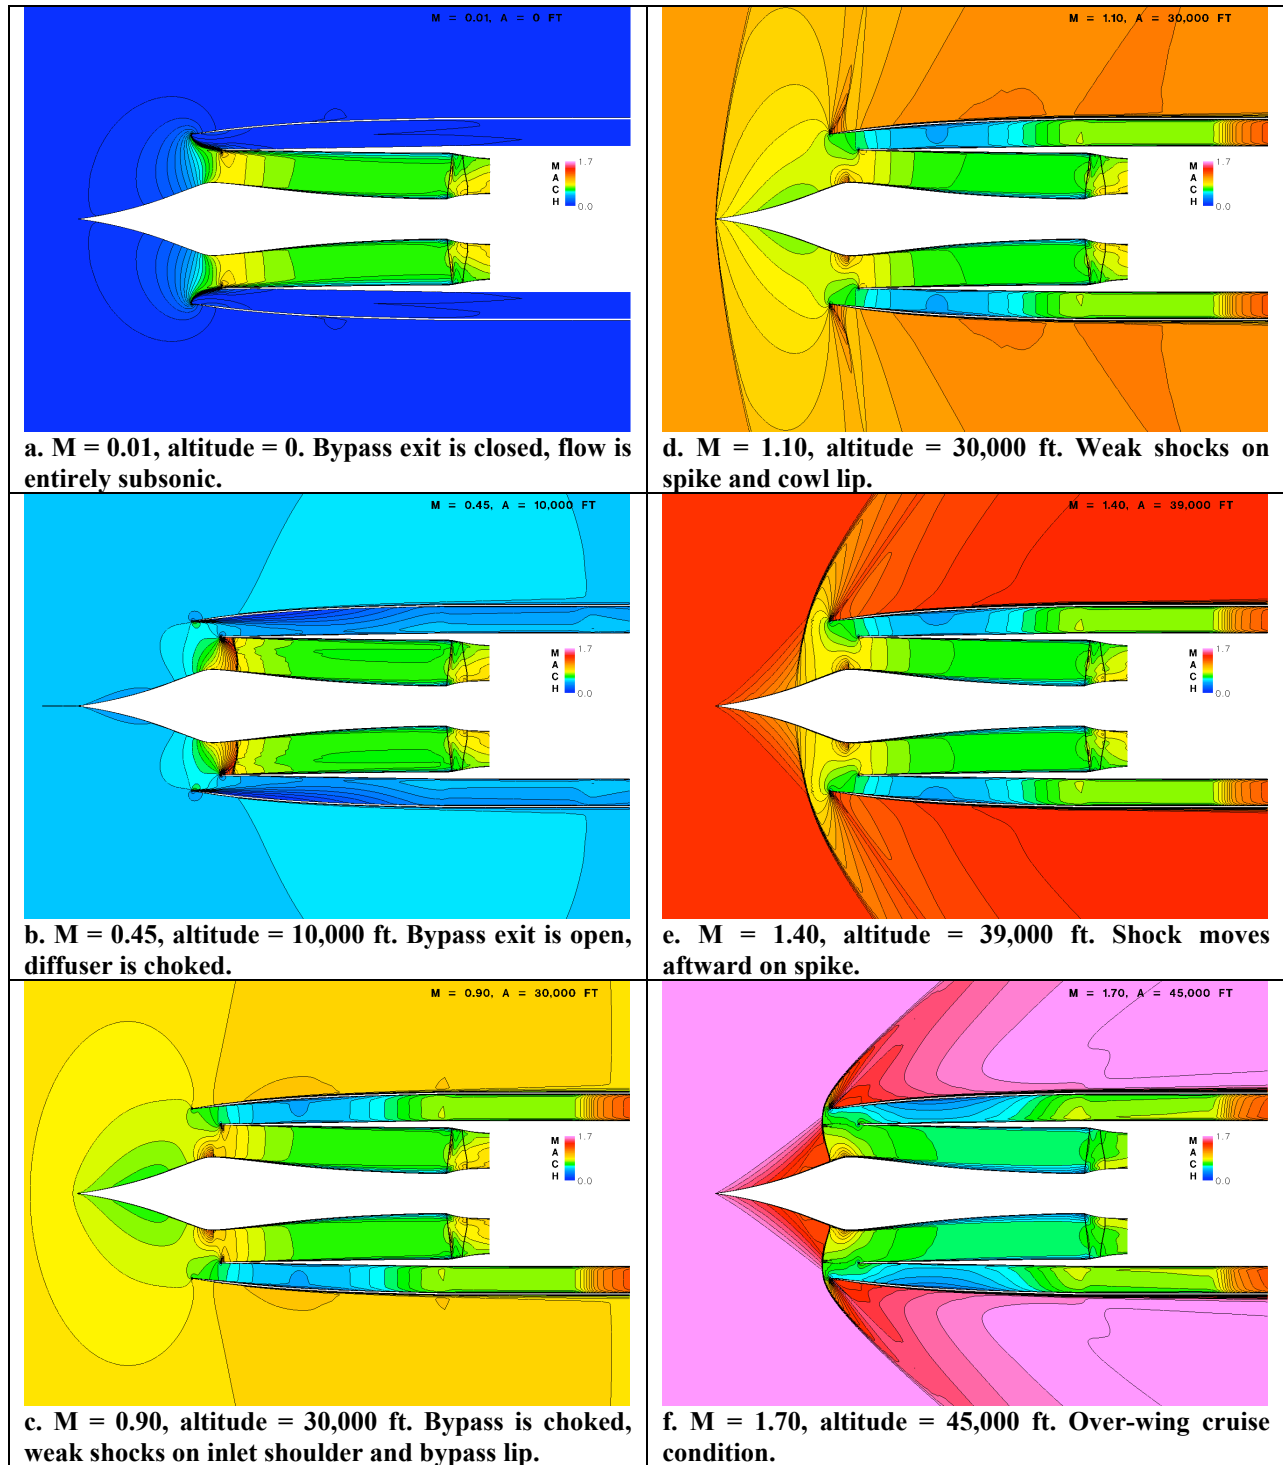 M = 0.01, A = 0 FT
M 1.7
A
C
H 0.0
a. M = 0.01, altitude = 0. Bypass exit is closed, flow is
entirely subsonic.
M = 1.10, A = 30,000 FT
M 1.7
A
C
H 0.0
d. M = 1.10, altitude = 30,000 ft. Weak shocks on
spike and cowl lip.
M = 0.45, A = 10,000 FT
M 1.7
A
C
H 0.0
b. M = 0.45, altitude = 10,000 ft. Bypass exit is open,
diffuser is choked.
M = 1.40, A = 39,000 FT
M 1.7
A
C
H 0.0
e. M = 1.40, altitude = 39,000 ft. Shock moves
aftward on spike.
M = 0.90, A = 30,000 FT
M 1.7
A
C
H 0.0
c. M = 0.90, altitude = 30,000 ft. Bypass is choked,
weak shocks on inlet shoulder and bypass lip.
M = 1.70, A = 45,000 FT
M 1.7
A
C
H 0.0
f. M = 1.70, altitude = 45,000 ft. Over-wing cruise
condition.